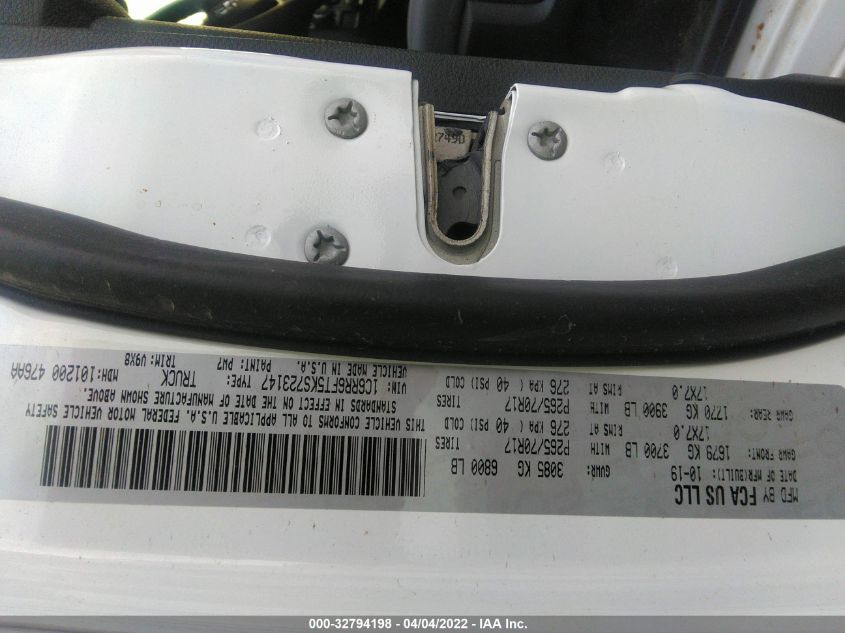 MFD BY FCA US LLC
DATE OF MFR(BUILT): 10-19
GVWR: 3085 KG 6800 LB
GAWR FRONT: 1679 KG 3700 LB WITH P265/70R17 TIRES
17X7.0 RIMS AT 276 KPA ( 40 PSI) COLD
GAWR REAR: 1770 KG 3900 LB WITH P265/70R17 TIRES
17X7.0 RIMS AT 276 KPA ( 40 PSI) COLD
THIS VEHICLE CONFORMS TO ALL APPLICABLE U.S.A. FEDERAL MOTOR VEHICLE SAFETY
STANDARDS IN EFFECT ON THE DATE OF MANUFACTURE SHOWN ABOVE.
VIN: 1C6RR6FT5KS723147 TYPE: TRUCK MDH:101200 476AA
VEHICLE MADE IN U.S.A. PAINT: PW7 TRIM: V9X8
000-32794198 - 04/04/2022 - IAA Inc.